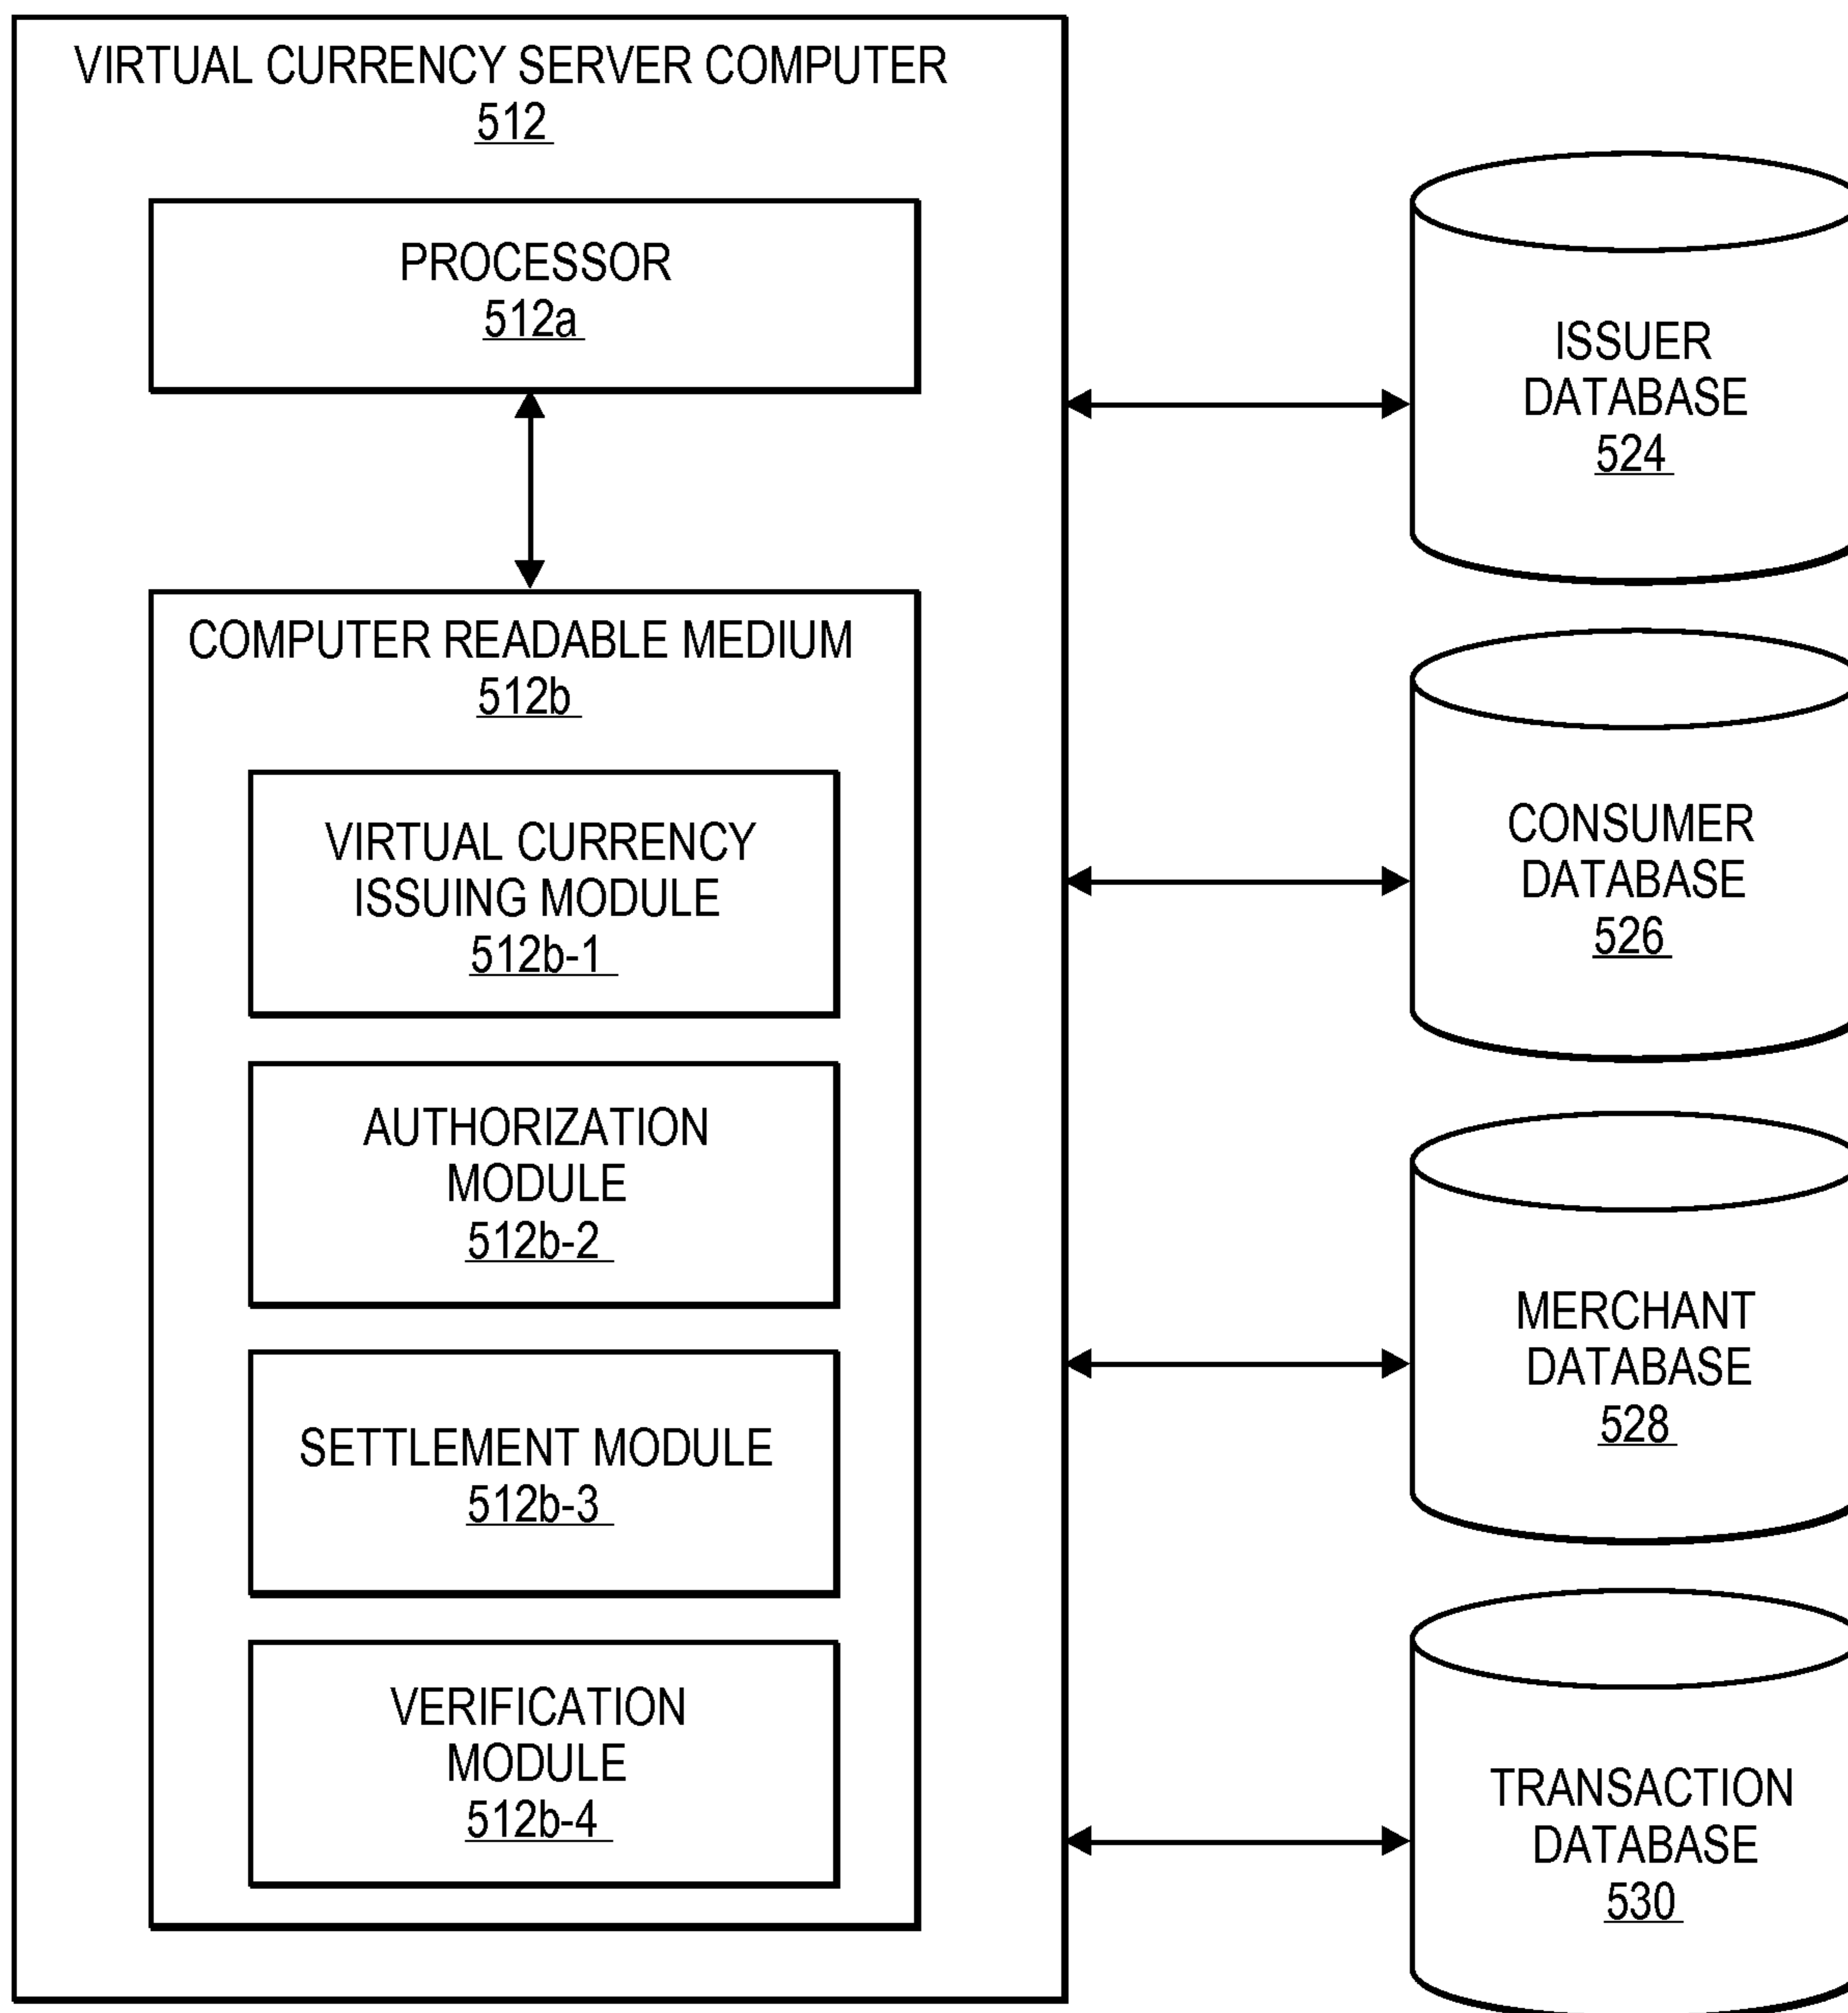 VIRTUAL CURRENCY SERVER COMPUTER
512
PROCESSOR
512a
COMPUTER READABLE MEDIUM
512b
VIRTUAL CURRENCY
ISSUING MODULE
512b-1
AUTHORIZATION
MODULE
512b-2
SETTLEMENT MODULE
512b-3
VERIFICATION
MODULE
512b-4
ISSUER
DATABASE
524
CONSUMER
DATABASE
526
MERCHANT
DATABASE
528
TRANSACTION
DATABASE
530